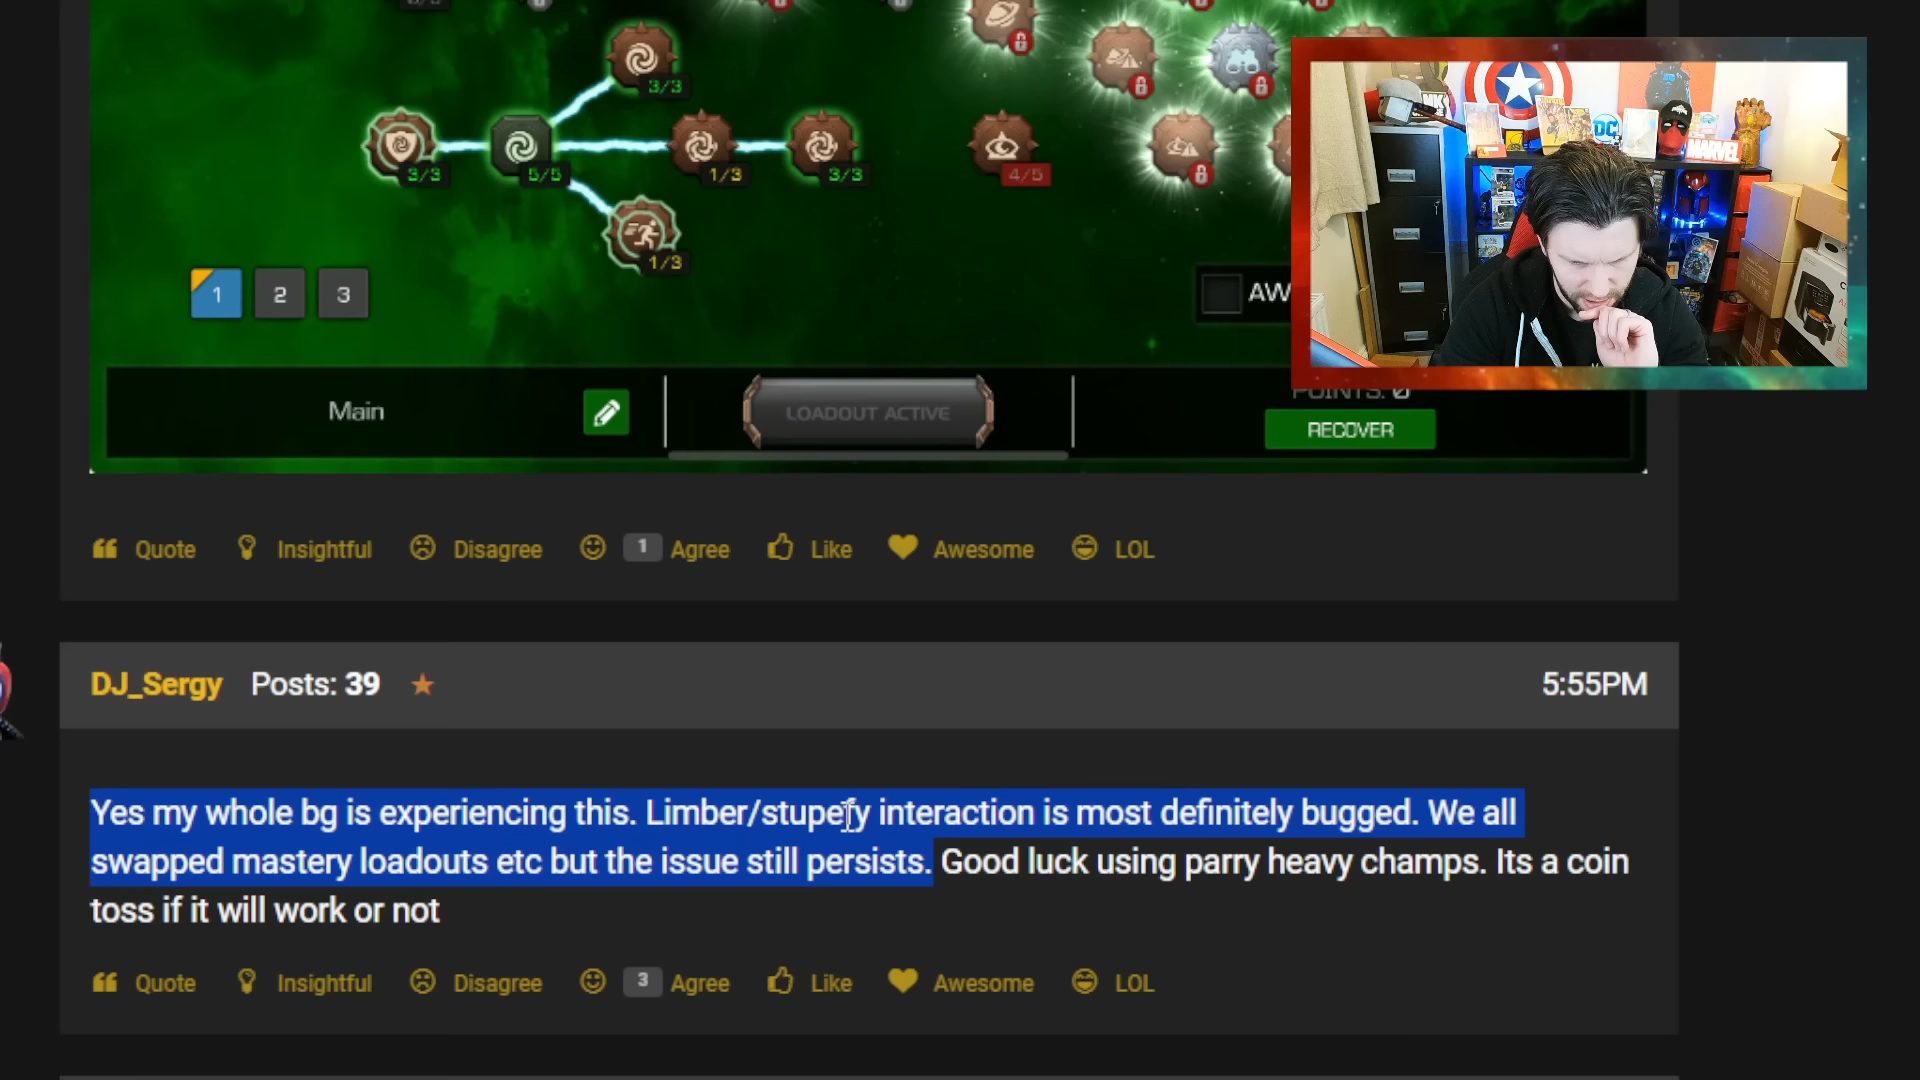 3/3
3/3
5/5
1/3
3/3
4/5
1/3
1
2
3
AW
Main
LOADOUT ACTIVE
POINTS: 0
RECOVER
DC
MARVEL
Quote Insightful Disagree 1 Agree Like Awesome LOL
DJ_Sergy Posts: 39 5:55PM
Yes my whole bg is experiencing this. Limber/stupefy interaction is most definitely bugged. We all
swapped mastery loadouts etc but the issue still persists. Good luck using parry heavy champs. Its a coin
toss if it will work or not
Quote Insightful Disagree 3 Agree Like Awesome LOL